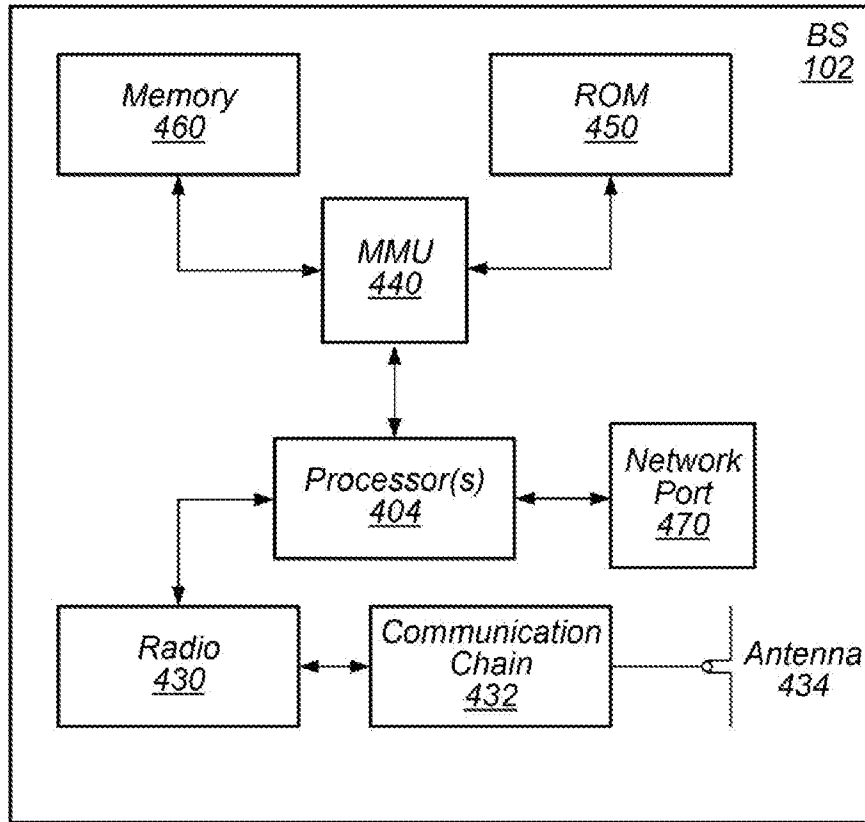 BS
102
Memory
460
ROM
450
MMU
440
Processor(s)
404
Network
Port
470
Radio
430
Communication
Chain
432
Antenna
434